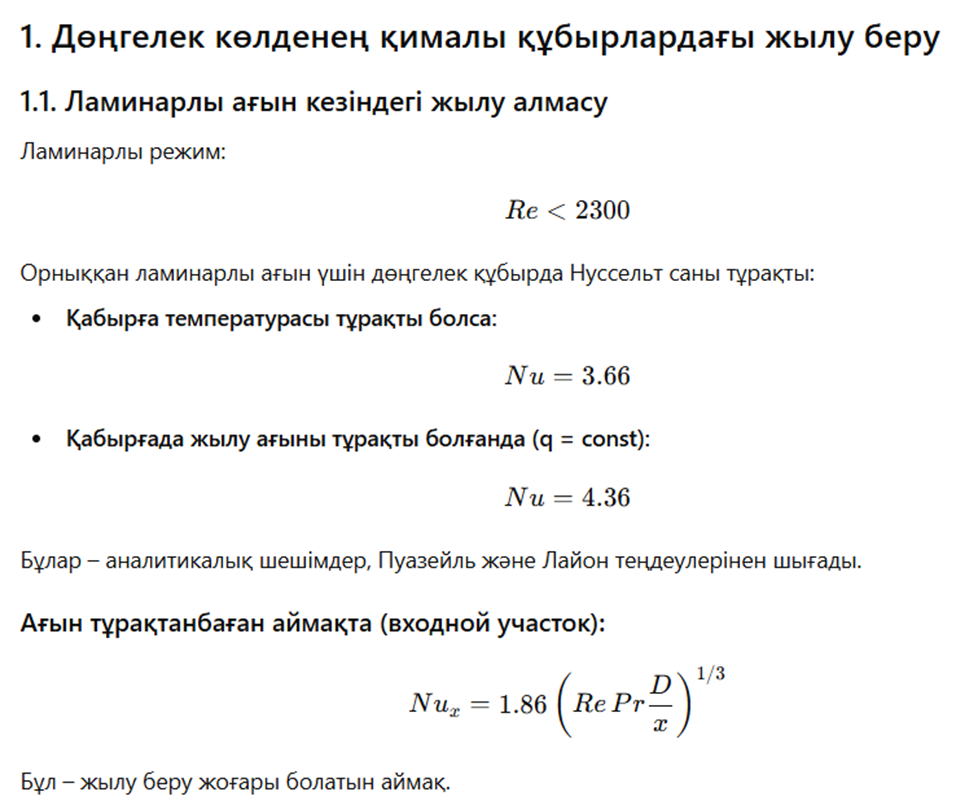 1. Дөңгелек көлденең қималы құбырлардағы жылу беру
1.1. Ламинарлы ағын кезіндегі жылу алмасу
Ламинарлы режим:
Re < 2300
Орныққан ламинарлы ағын үшін дөңгелек құбырда Нуссельт саны тұрақты:
• Қабырға температурасы тұрақты болса:
Nu = 3.66
• Қабырғада жылу ағыны тұрақты болғанда (q = const):
Nu = 4.36
Бұлар – аналитикалық шешімдер, Пуазейль және Лайон теңдеулерінен шығады.
Ағын тұрақтанбаған аймақта (входной участок):
Nu_x = 1.86 (Re Pr D/x)^{1/3}
Бұл – жылу беру жоғары болатын аймақ.